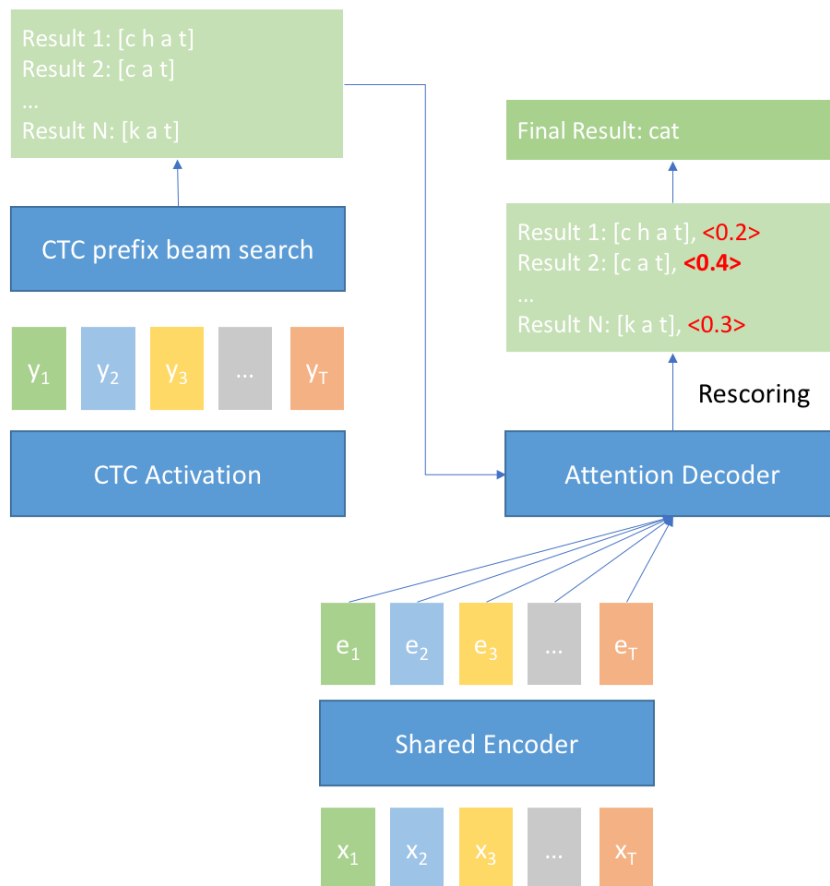 Result 1: [c h a t]
Result 2: [c a t]
...
Result N: [k a t]
CTC prefix beam search
y1 y2 y3 ... yT
CTC Activation
Final Result: cat
Result 1: [c h a t], <0.2>
Result 2: [c a t], <0.4>
...
Result N: [k a t], <0.3>
Rescoring
Attention Decoder
e1 e2 e3 ... eT
Shared Encoder
x1 x2 x3 ... xT